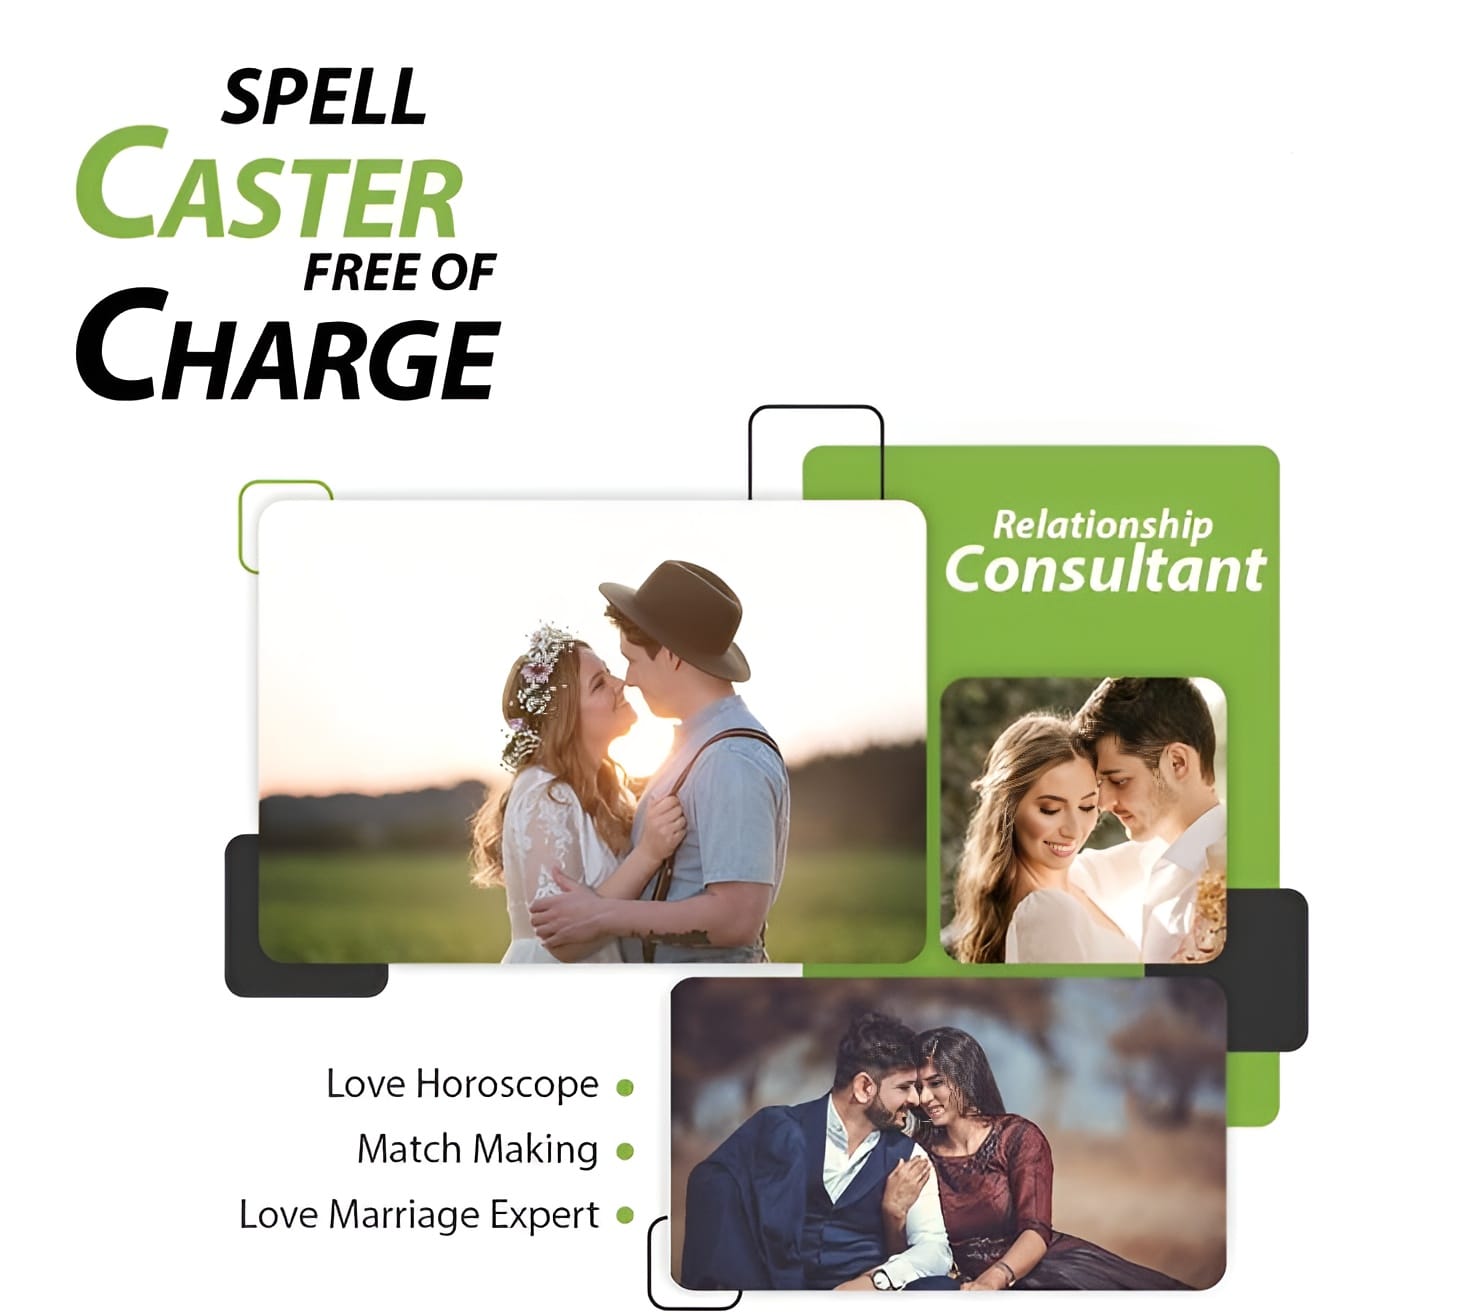 SPELL
CASTER
FREE OF
CHARGE
Relationship
Consultant
Love Horoscope
Match Making
Love Marriage Expert